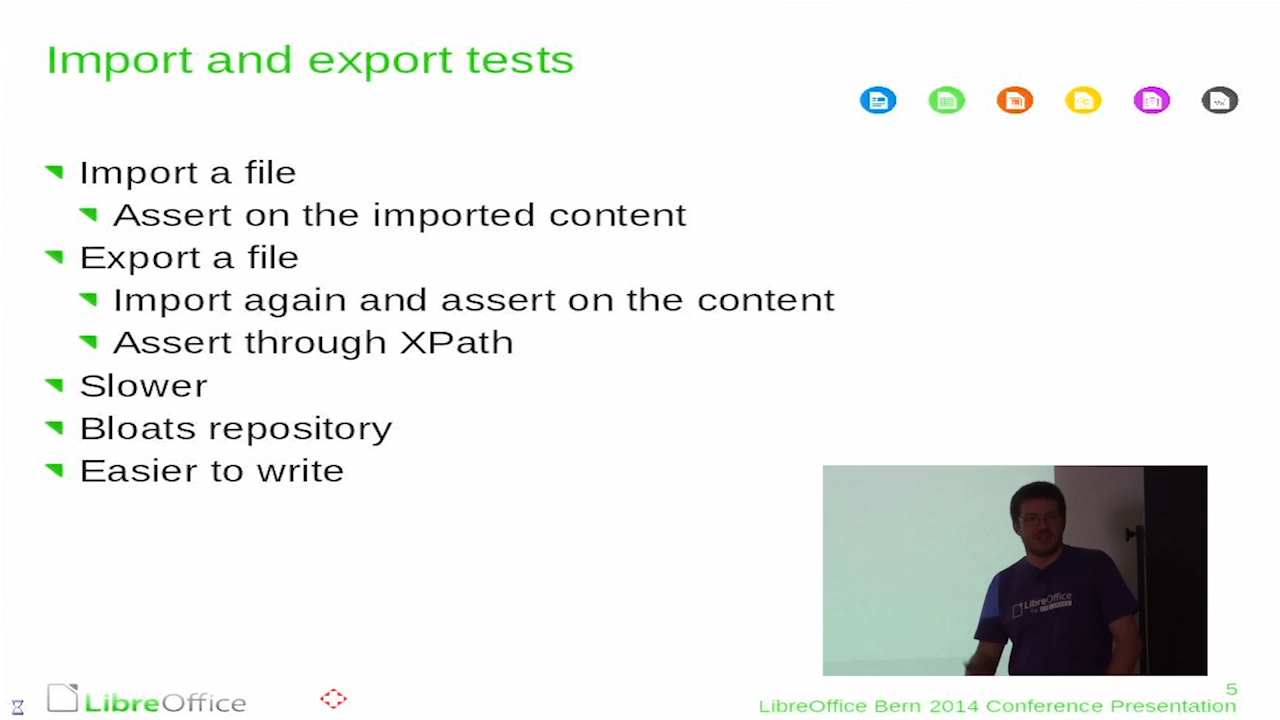 Import and export tests
Import a file
Assert on the imported content
Export a file
Import again and assert on the content
Assert through XPath
Slower
Bloats repository
Easier to write
LibreOffice
LibreOffice
5
LibreOffice Bern 2014 Conference Presentation